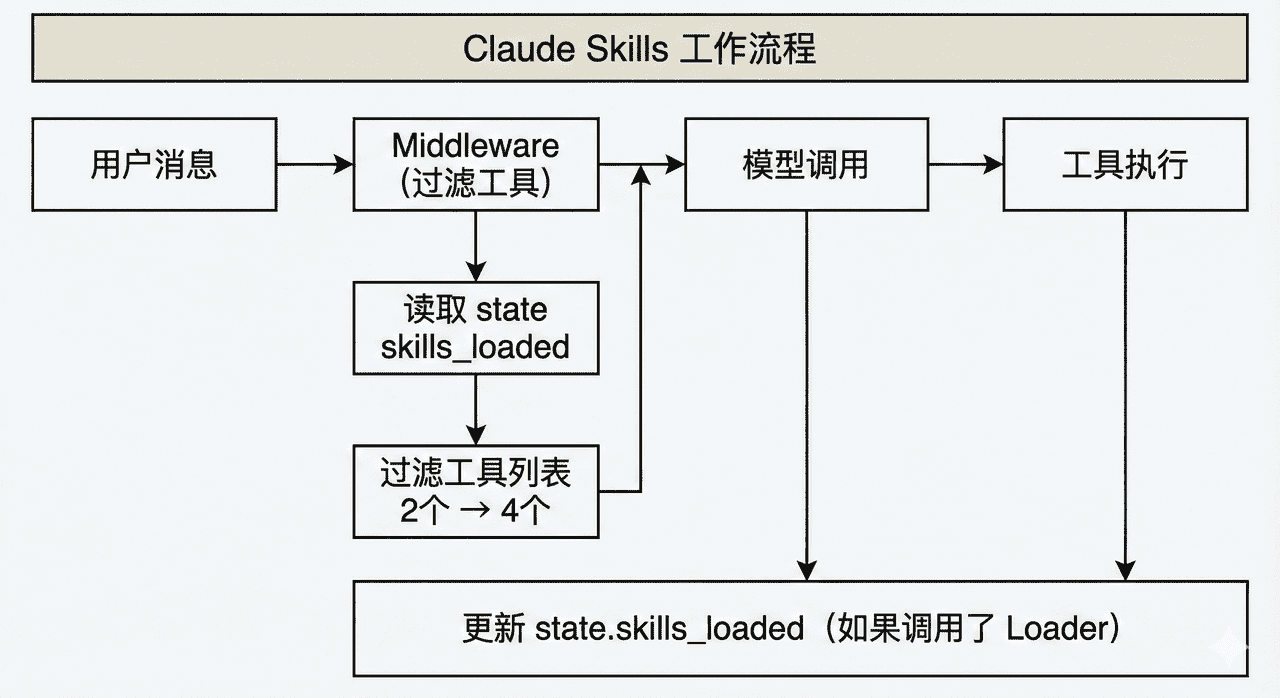 Claude Skills 工作流程
用户消息
Middleware
(过滤工具)
模型调用
工具执行
读取 state
skills_loaded
过滤工具列表
2个 → 4个
更新 state.skills_loaded（如果调用了 Loader）